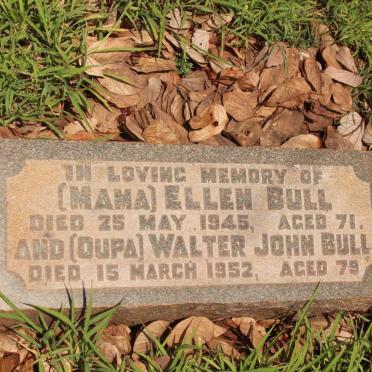 IN LOVING MEMORY OF
(MAMA) ELLEN BULL
DIED 25 MAY 1945, AGED 71.
AND (OUPA) WALTER JOHN BULL
DIED 15 MARCH 1952, AGED 79